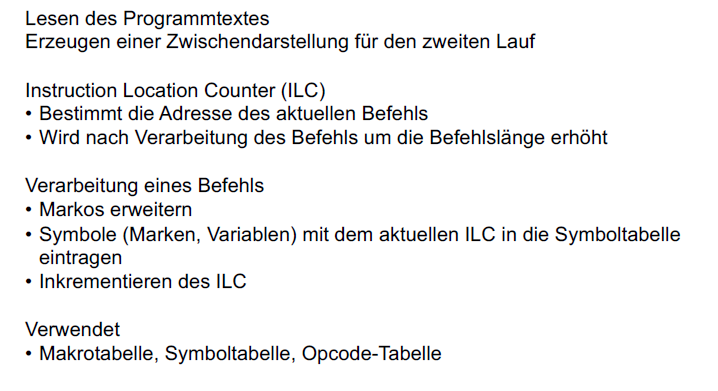 Lesen des Programmtextes
Erzeugen einer Zwischendarstellung für den zweiten Lauf
Instruction Location Counter (ILC)
• Bestimmt die Adresse des aktuellen Befehls
• Wird nach Verarbeitung des Befehls um die Befehlslänge erhöht
Verarbeitung eines Befehls
• Markos erweitern
• Symbole (Marken, Variablen) mit dem aktuellen ILC in die Symboltabelle
eintragen
• Inkrementieren des ILC
Verwendet
• Makrotabelle, Symboltabelle, Opcode-Tabelle